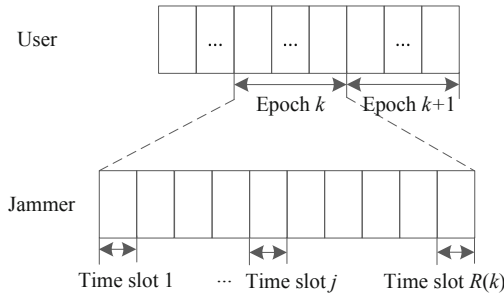 User
... ... ...
Epoch k Epoch k+1
Jammer
Time slot 1 ... Time slot j Time slot R(k)